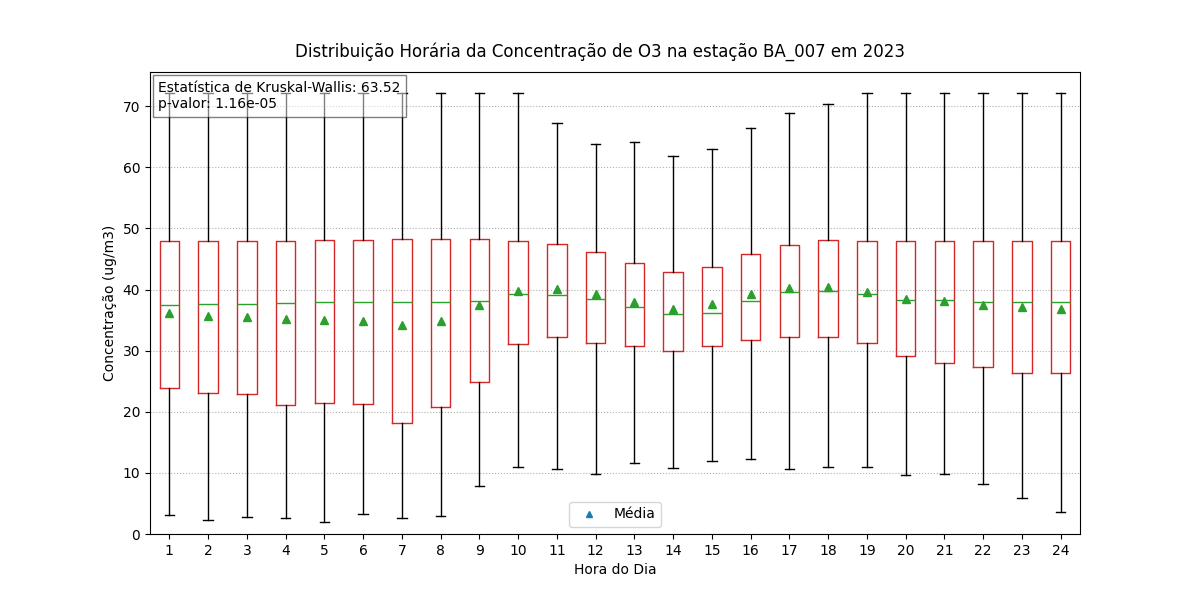 Distribuição Horária da Concentração de O3 na estação BA_007 em 2023
Estatística de Kruskal-Wallis: 63.52
p-valor: 1.16e-05
Concentração (ug/m3)
70
60
50
40
30
20
10
0
Média
1 2 3 4 5 6 7 8 9 10 11 12 13 14 15 16 17 18 19 20 21 22 23 24
Hora do Dia